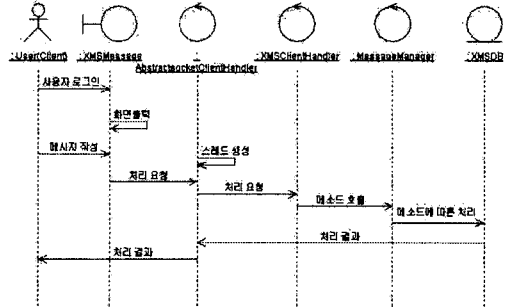 : UserClient
: XMSMessage
:
AbstractsocketClientHandler
: XMSClientHandler
: MessageManager
: XMSDB
사용자 로그인
화면출력
메시지 작성
스레드 생성
처리 요청
처리 요청
메소드 호출
메소드에 따른 처리
처리 결과
처리 결과